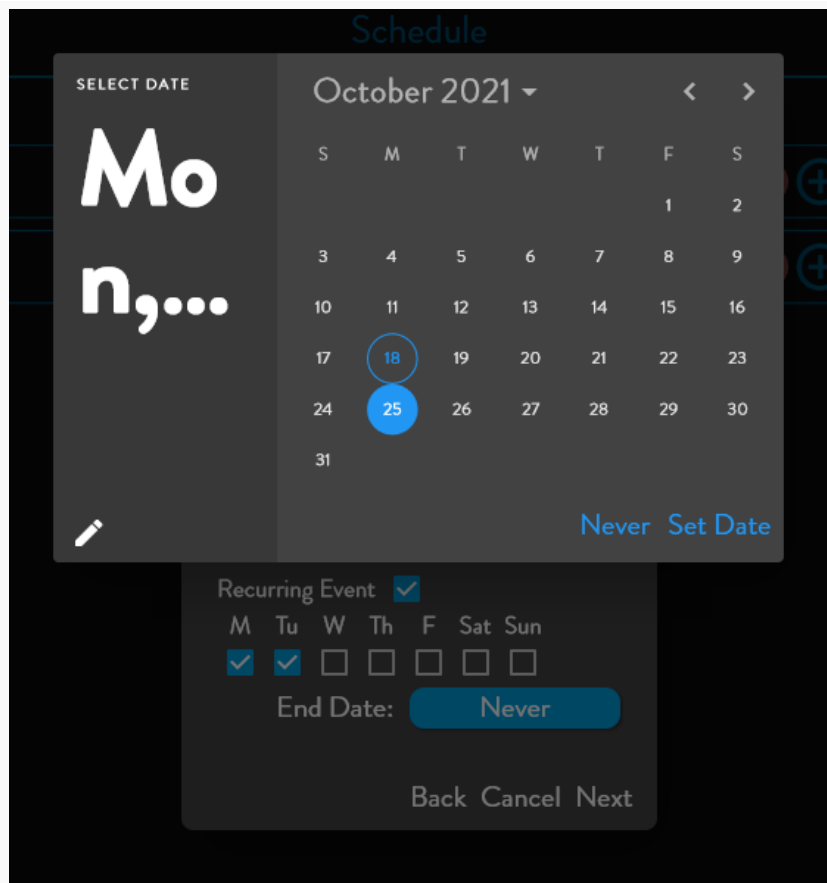 Schedule
SELECT DATE
Mo
n,...
October 2021
S M T W T F S
1 2
3 4 5 6 7 8 9
10 11 12 13 14 15 16
17 18 19 20 21 22 23
24 25 26 27 28 29 30
31
Never Set Date
Recurring Event
M Tu W Th F Sat Sun
End Date: Never
Back Cancel Next